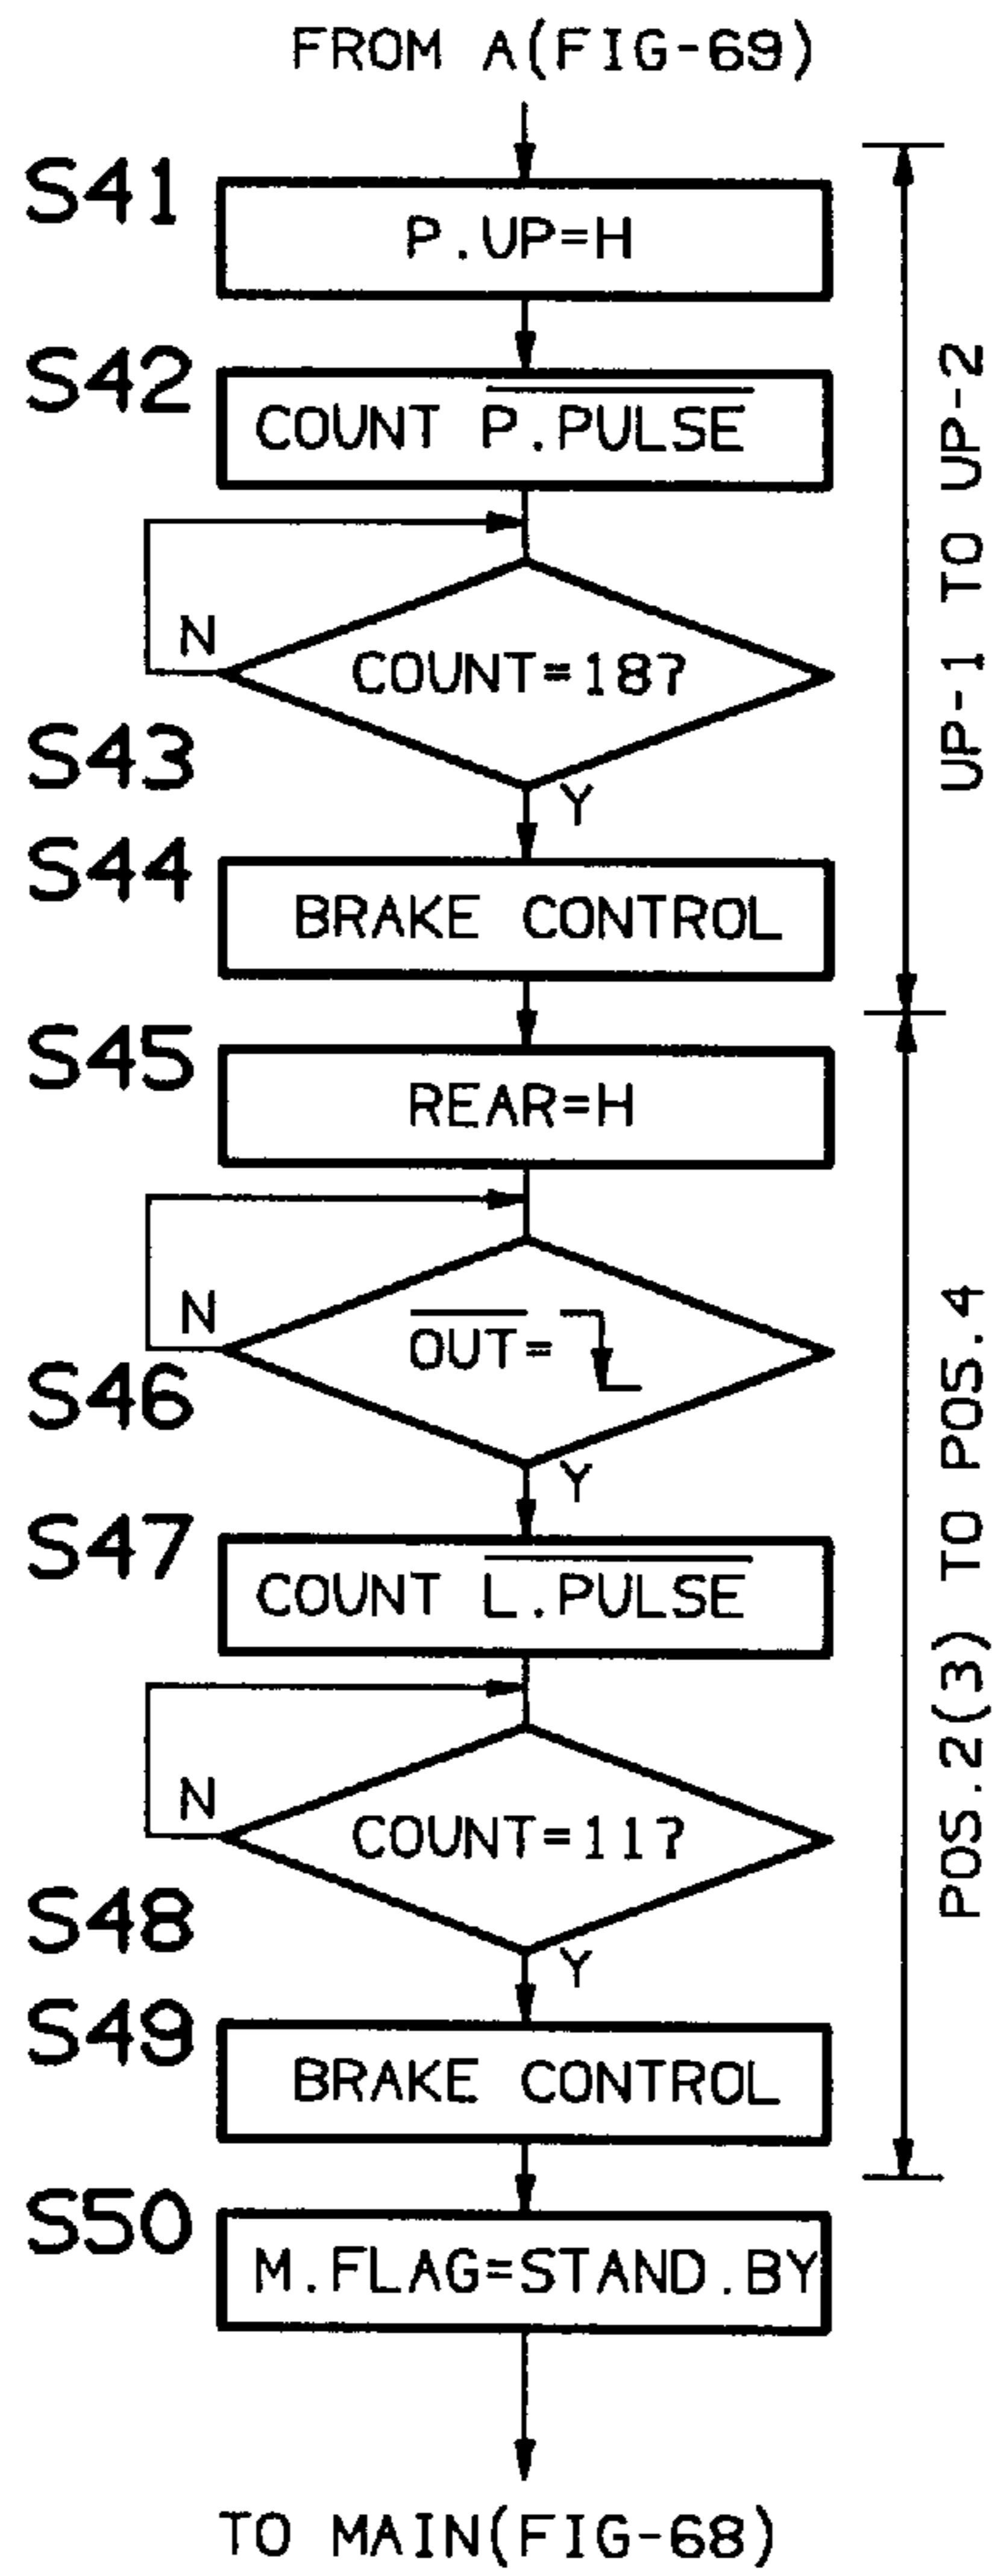 FROM A(FIG-69)
S41
P.UP=H
S42
COUNT P.PULSE
N
COUNT=18?
S43
Y
S44
BRAKE CONTROL
UP-1 TO UP-2
S45
REAR=H
N
OUT=
S46
Y
S47
COUNT L.PULSE
N
COUNT=11?
S48
Y
S49
BRAKE CONTROL
POS.2(3) TO POS.4
S50
M.FLAG=STAND.BY
TO MAIN(FIG-68)